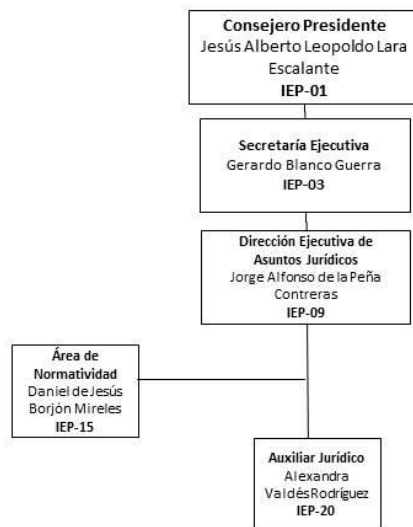 Consejero Presidente
Jesús Alberto Leopoldo Lara
Escalante
IEP-01
Secretaría Ejecutiva
Gerardo Blanco Guerra
IEP-03
Dirección Ejecutiva de
Asuntos Jurídicos
Jorge Alfonso de la Peña
Contreras
IEP-09
Área de
Normatividad
Daniel de Jesús
Borjón Mireles
IEP-15
Auxiliar Jurídico
Alexandra
Valdés Rodríguez
IEP-20